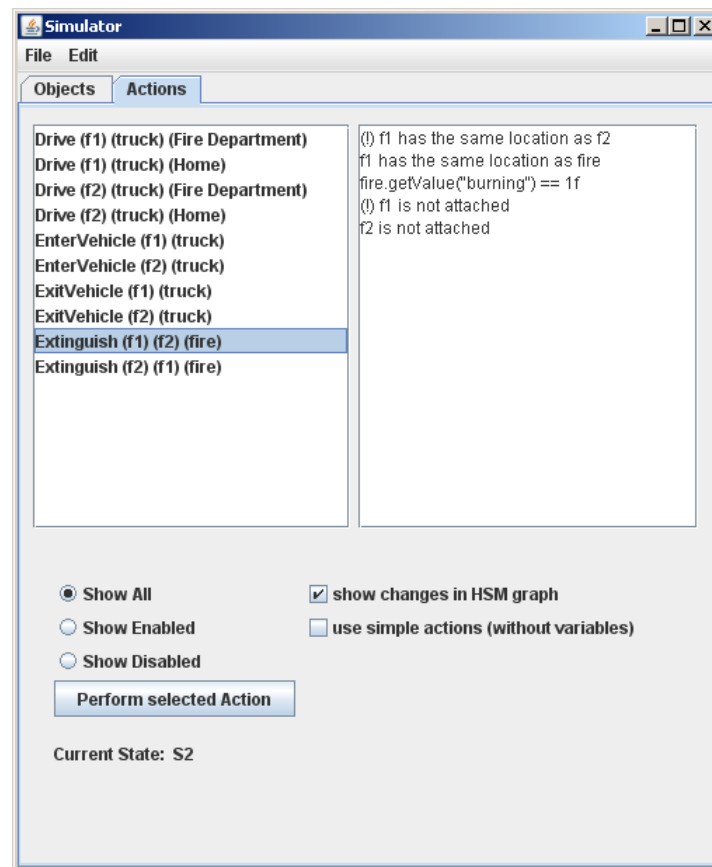 Simulator
File Edit
Objects Actions
Drive (f1) (truck) (Fire Department)
Drive (f1) (truck) (Home)
Drive (f2) (truck) (Fire Department)
Drive (f2) (truck) (Home)
EnterVehicle (f1) (truck)
EnterVehicle (f2) (truck)
ExitVehicle (f1) (truck)
ExitVehicle (f2) (truck)
Extinguish (f1) (f2) (fire)
Extinguish (f2) (f1) (fire)
(!) f1 has the same location as f2
f1 has the same location as fire
fire.getValue("burning") == 1f
(!) f1 is not attached
f2 is not attached
Show All
Show Enabled
Show Disabled
show changes in HSM graph
use simple actions (without variables)
Perform selected Action
Current State: S2